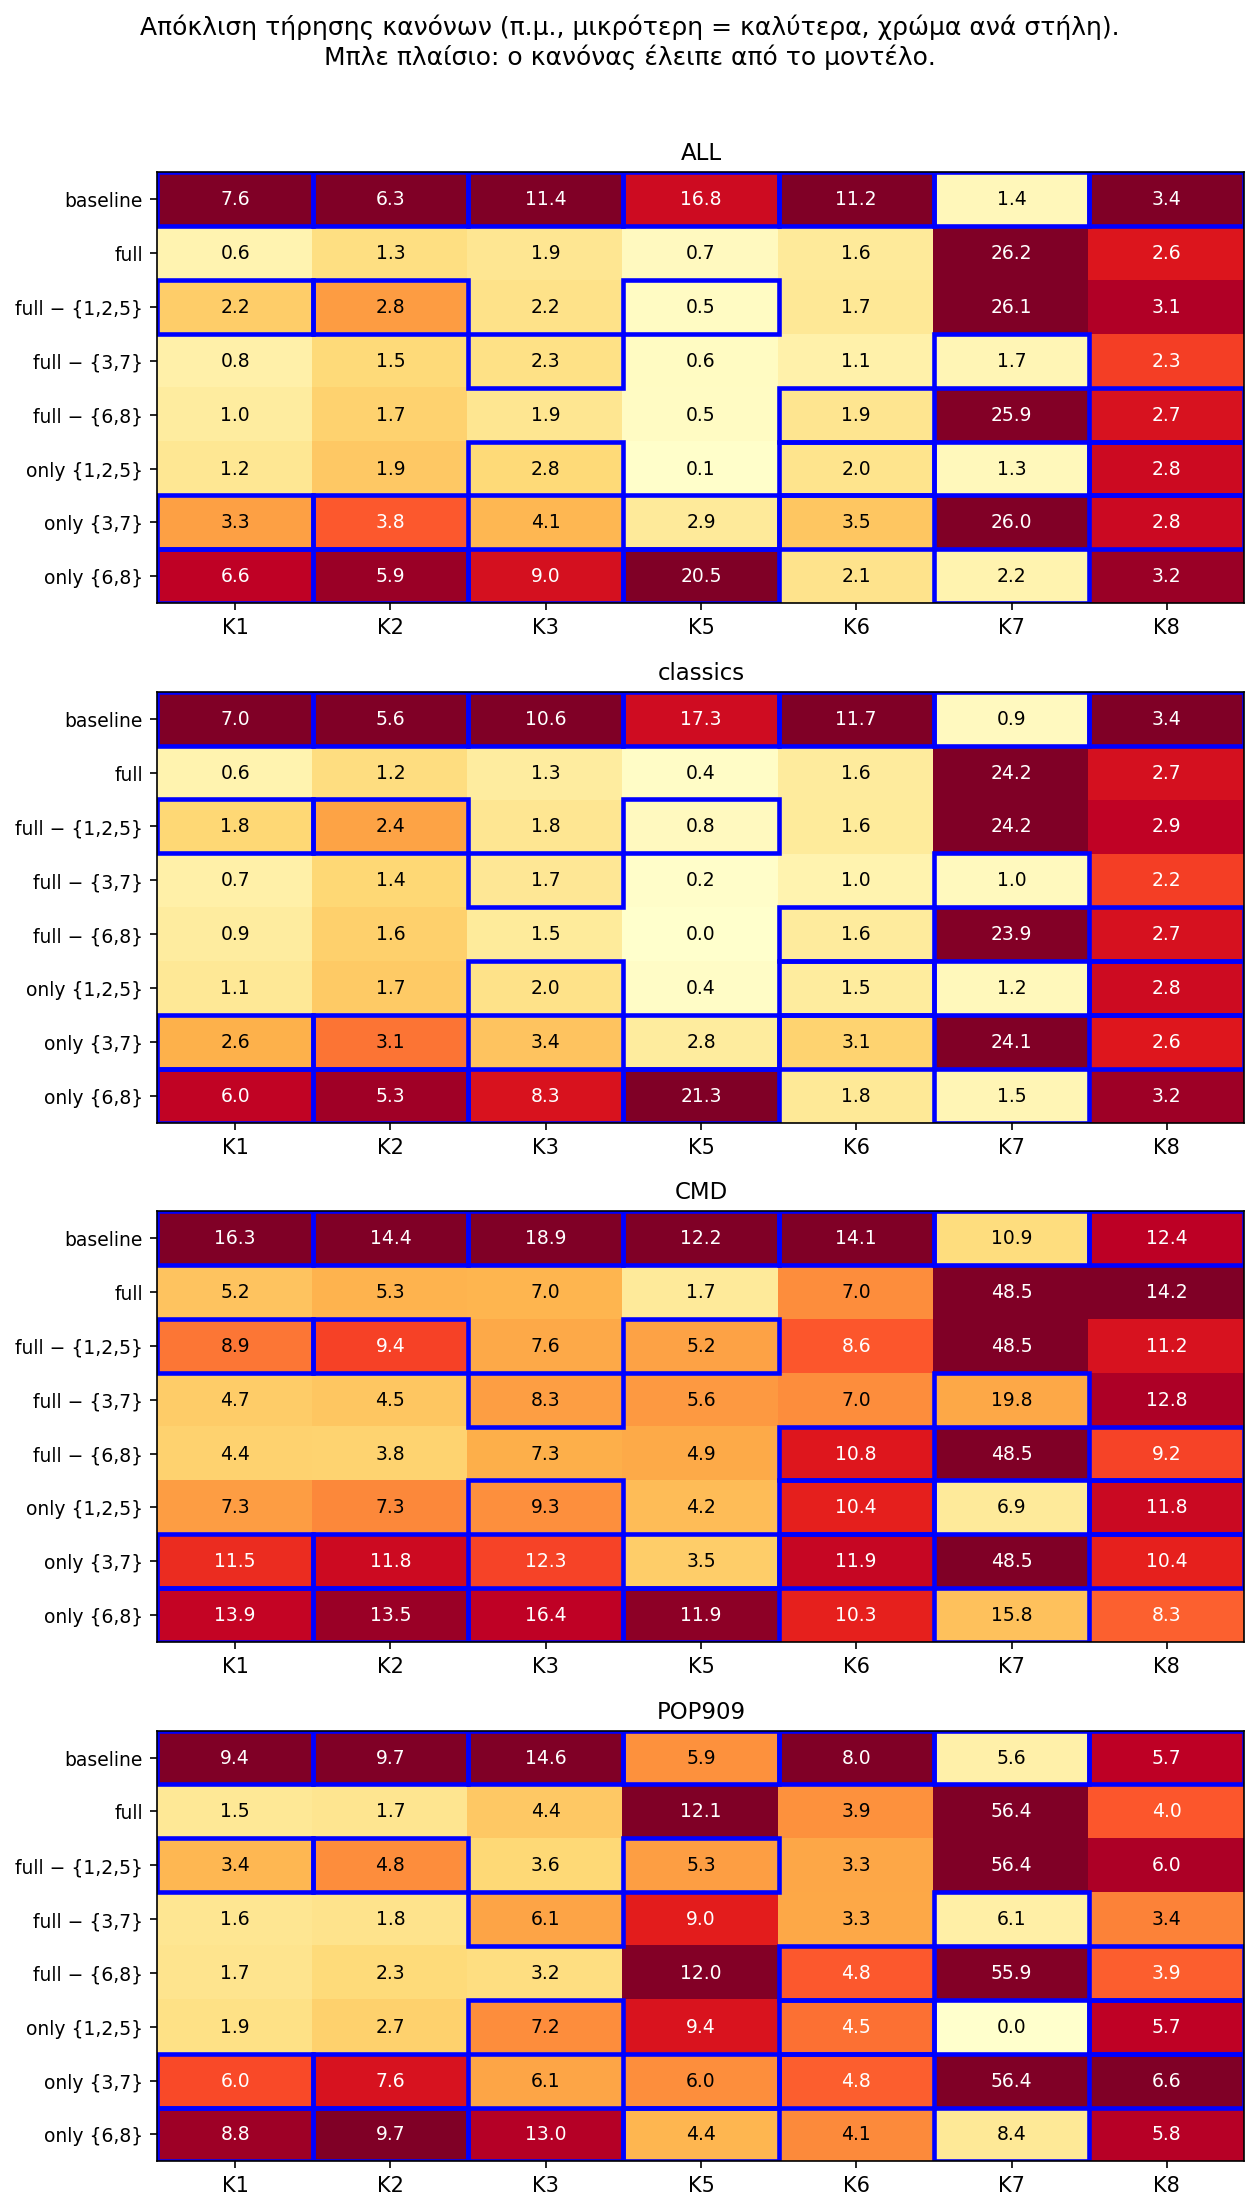 Απόκλιση τήρησης κανόνων (π.μ., μικρότερη = καλύτερα, χρώμα ανά στήλη).
Μπλε πλαίσιο: ο κανόνας έλειπε από το μοντέλο.
ALL
baseline 7.6 6.3 11.4 16.8 11.2 1.4 3.4
full 0.6 1.3 1.9 0.7 1.6 26.2 2.6
full − {1,2,5} 2.2 2.8 2.2 0.5 1.7 26.1 3.1
full − {3,7} 0.8 1.5 2.3 0.6 1.1 1.7 2.3
full − {6,8} 1.0 1.7 1.9 0.5 1.9 25.9 2.7
only {1,2,5} 1.2 1.9 2.8 0.1 2.0 1.3 2.8
only {3,7} 3.3 3.8 4.1 2.9 3.5 26.0 2.8
only {6,8} 6.6 5.9 9.0 20.5 2.1 2.2 3.2
K1 K2 K3 K5 K6 K7 K8
classics
baseline 7.0 5.6 10.6 17.3 11.7 0.9 3.4
full 0.6 1.2 1.3 0.4 1.6 24.2 2.7
full − {1,2,5} 1.8 2.4 1.8 0.8 1.6 24.2 2.9
full − {3,7} 0.7 1.4 1.7 0.2 1.0 1.0 2.2
full − {6,8} 0.9 1.6 1.5 0.0 1.6 23.9 2.7
only {1,2,5} 1.1 1.7 2.0 0.4 1.5 1.2 2.8
only {3,7} 2.6 3.1 3.4 2.8 3.1 24.1 2.6
only {6,8} 6.0 5.3 8.3 21.3 1.8 1.5 3.2
K1 K2 K3 K5 K6 K7 K8
CMD
baseline 16.3 14.4 18.9 12.2 14.1 10.9 12.4
full 5.2 5.3 7.0 1.7 7.0 48.5 14.2
full − {1,2,5} 8.9 9.4 7.6 5.2 8.6 48.5 11.2
full − {3,7} 4.7 4.5 8.3 5.6 7.0 19.8 12.8
full − {6,8} 4.4 3.8 7.3 4.9 10.8 48.5 9.2
only {1,2,5} 7.3 7.3 9.3 4.2 10.4 6.9 11.8
only {3,7} 11.5 11.8 12.3 3.5 11.9 48.5 10.4
only {6,8} 13.9 13.5 16.4 11.9 10.3 15.8 8.3
K1 K2 K3 K5 K6 K7 K8
POP909
baseline 9.4 9.7 14.6 5.9 8.0 5.6 5.7
full 1.5 1.7 4.4 12.1 3.9 56.4 4.0
full − {1,2,5} 3.4 4.8 3.6 5.3 3.3 56.4 6.0
full − {3,7} 1.6 1.8 6.1 9.0 3.3 6.1 3.4
full − {6,8} 1.7 2.3 3.2 12.0 4.8 55.9 3.9
only {1,2,5} 1.9 2.7 7.2 9.4 4.5 0.0 5.7
only {3,7} 6.0 7.6 6.1 6.0 4.8 56.4 6.6
only {6,8} 8.8 9.7 13.0 4.4 4.1 8.4 5.8
K1 K2 K3 K5 K6 K7 K8